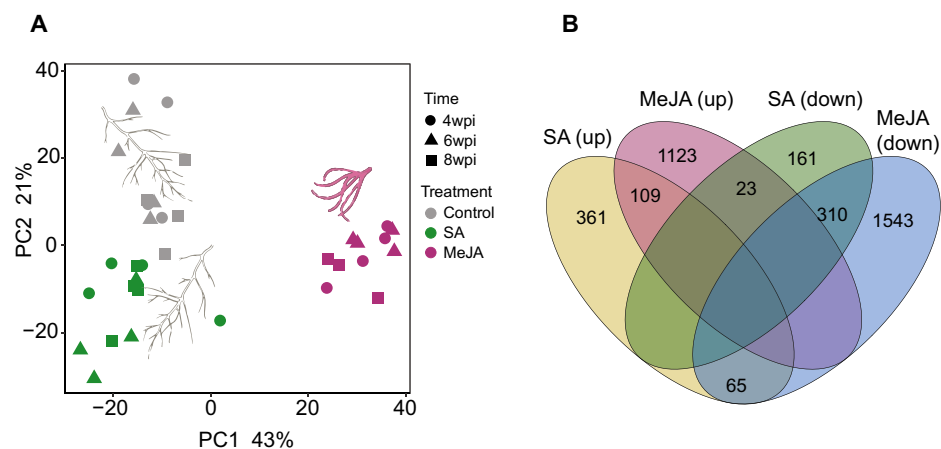 A
B
40
20
0
−20
PC2 21%
−20
0
20
40
PC1 43%
Time
4wpi
6wpi
8wpi
Treatment
Control
SA
MeJA
SA (up)
MeJA (up)
SA (down)
MeJA
(down)
361
1123
161
1543
109
23
310
65